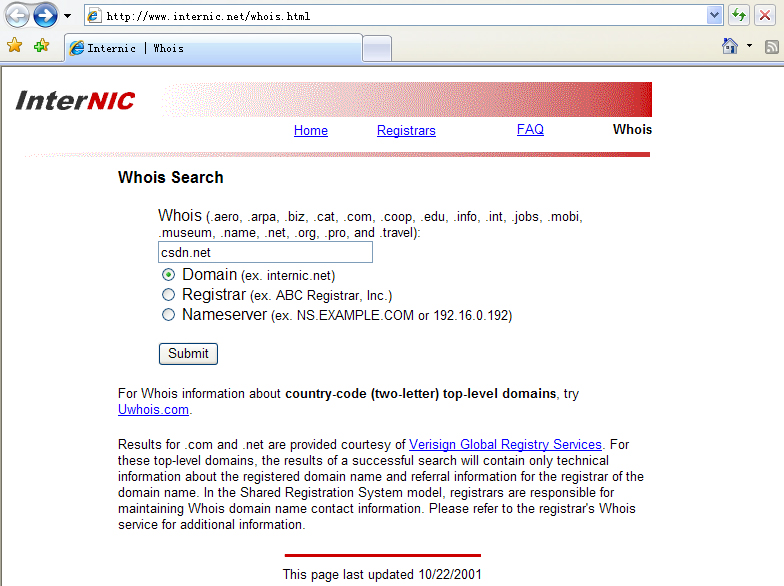 http://www.internic.net/whois.html
Internic | Whois
InterNIC
Home Registrars FAQ Whois
Whois Search
Whois (.aero, .arpa, .biz, .cat, .com, .coop, .edu, .info, .int, .jobs, .mobi,
.museum, .name, .net, .org, .pro, and .travel):
csdn.net
Domain (ex. internic.net)
Registrar (ex. ABC Registrar, Inc.)
Nameserver (ex. NS.EXAMPLE.COM or 192.16.0.192)
Submit
For Whois information about country-code (two-letter) top-level domains, try
Uwhois.com.
Results for .com and .net are provided courtesy of Verisign Global Registry Services. For
these top-level domains, the results of a successful search will contain only technical
information about the registered domain name and referral information for the registrar of the
domain name. In the Shared Registration System model, registrars are responsible for
maintaining Whois domain name contact information. Please refer to the registrar's Whois
service for additional information.
This page last updated 10/22/2001